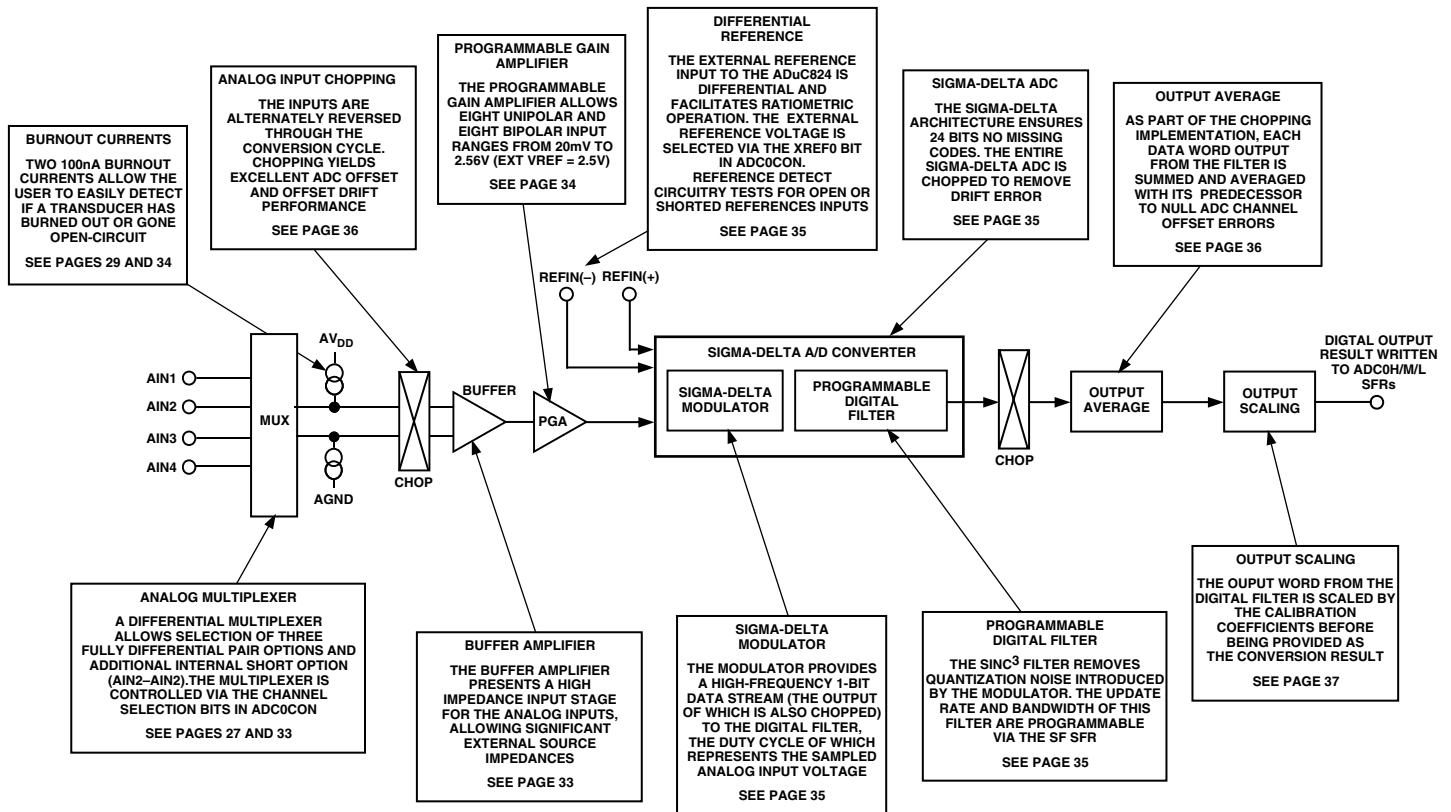 DIFFERENTIAL
REFERENCE
THE EXTERNAL REFERENCE
INPUT TO THE ADuC824 IS
DIFFERENTIAL AND
FACILITATES RATIOMETRIC
OPERATION. THE EXTERNAL
REFERENCE VOLTAGE IS
SELECTED VIA THE XREF0 BIT
IN ADC0CON.
REFERENCE DETECT
CIRCUITRY TESTS FOR OPEN OR
SHORTED REFERENCES INPUTS
SEE PAGE 35
PROGRAMMABLE GAIN
AMPLIFIER
THE PROGRAMMABLE
GAIN AMPLIFIER ALLOWS
EIGHT UNIPOLAR AND
EIGHT BIPOLAR INPUT
RANGES FROM 20mV TO
2.56V (EXT VREF = 2.5V)
SEE PAGE 34
ANALOG INPUT CHOPPING
THE INPUTS ARE
ALTERNATELY REVERSED
THROUGH THE
CONVERSION CYCLE.
CHOPPING YIELDS
EXCELLENT ADC OFFSET
AND OFFSET DRIFT
PERFORMANCE
SEE PAGE 36
SIGMA-DELTA ADC
THE SIGMA-DELTA
ARCHITECTURE ENSURES
24 BITS NO MISSING
CODES. THE ENTIRE
SIGMA-DELTA ADC IS
CHOPPED TO REMOVE
DRIFT ERROR
SEE PAGE 35
OUTPUT AVERAGE
AS PART OF THE CHOPPING
IMPLEMENTATION, EACH
DATA WORD OUTPUT
FROM THE FILTER IS
SUMMED AND AVERAGED
WITH ITS PREDECESSOR
TO NULL ADC CHANNEL
OFFSET ERRORS
SEE PAGE 36
BURNOUT CURRENTS
TWO 100nA BURNOUT
CURRENTS ALLOW THE
USER TO EASILY DETECT
IF A TRANSDUCER HAS
BURNED OUT OR GONE
OPEN-CIRCUIT
SEE PAGES 29 AND 34
REFIN(–)
REFIN(+)
AIN1
AIN2
AIN3
AIN4
MUX
AVDD
AGND
CHOP
BUFFER
PGA
SIGMA-DELTA A/D CONVERTER
SIGMA-DELTA
MODULATOR
PROGRAMMABLE
DIGITAL
FILTER
CHOP
OUTPUT
AVERAGE
OUTPUT
SCALING
DIGTAL OUTPUT
RESULT WRITTEN
TO ADC0H/M/L
SFRs
ANALOG MULTIPLEXER
A DIFFERENTIAL MULTIPLEXER
ALLOWS SELECTION OF THREE
FULLY DIFFERENTIAL PAIR OPTIONS AND
ADDITIONAL INTERNAL SHORT OPTION
(AIN2–AIN2).THE MULTIPLEXER IS
CONTROLLED VIA THE CHANNEL
SELECTION BITS IN ADC0CON
SEE PAGES 27 AND 33
BUFFER AMPLIFIER
THE BUFFER AMPLIFIER
PRESENTS A HIGH
IMPEDANCE INPUT STAGE
FOR THE ANALOG INPUTS,
ALLOWING SIGNIFICANT
EXTERNAL SOURCE
IMPEDANCES
SEE PAGE 33
SIGMA-DELTA
MODULATOR
THE MODULATOR PROVIDES
A HIGH-FREQUENCY 1-BIT
DATA STREAM (THE OUTPUT
OF WHICH IS ALSO CHOPPED)
TO THE DIGITAL FILTER,
THE DUTY CYCLE OF WHICH
REPRESENTS THE SAMPLED
ANALOG INPUT VOLTAGE
SEE PAGE 35
PROGRAMMABLE
DIGITAL FILTER
THE SINC3 FILTER REMOVES
QUANTIZATION NOISE INTRODUCED
BY THE MODULATOR. THE UPDATE
RATE AND BANDWIDTH OF THIS
FILTER ARE PROGRAMMABLE
VIA THE SF SFR
SEE PAGE 35
OUTPUT SCALING
THE OUPUT WORD FROM THE
DIGITAL FILTER IS SCALED BY
THE CALIBRATION
COEFFICIENTS BEFORE
BEING PROVIDED AS
THE CONVERSION RESULT
SEE PAGE 37